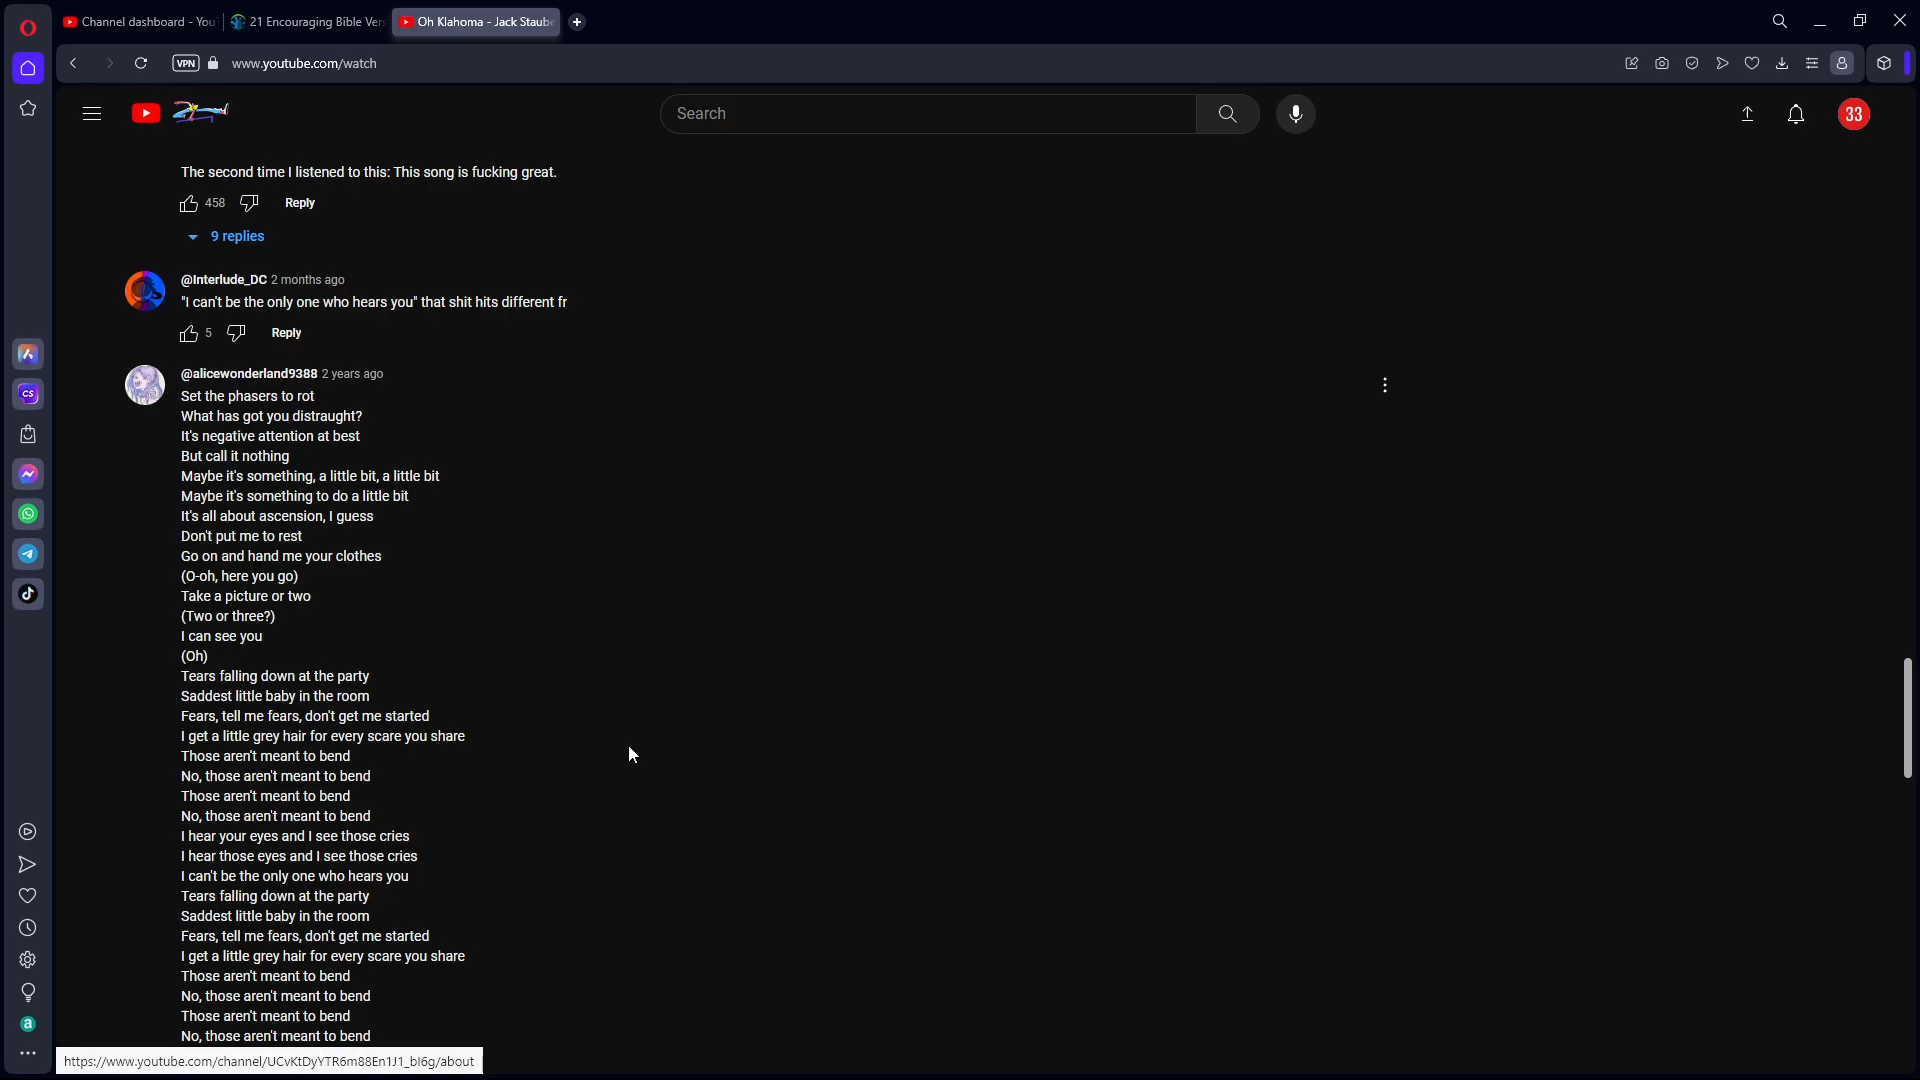 Channel dashboard - You
21 Encouraging Bible Vers
Oh Klahoma - Jack Staube
VPN
www.youtube.com/watch
Search
33
The second time I listened to this: This song is fucking great.
458
Reply
9 replies
@Interlude_DC 2 months ago
"I can't be the only one who hears you" that shit hits different fr
5
Reply
CS
@alicewonderland9388 2 years ago
Set the phasers to rot
What has got you distraught?
It's negative attention at best
But call it nothing
Maybe it's something, a little bit, a little bit
Maybe it's something to do a little bit
It's all about ascension, I guess
Don't put me to rest
Go on and hand me your clothes
(O-oh, here you go)
Take a picture or two
(Two or three?)
I can see you
(Oh)
Tears falling down at the party
Saddest little baby in the room
Fears, tell me fears, don't get me started
I get a little grey hair for every scare you share
Those aren't meant to bend
No, those aren't meant to bend
Those aren't meant to bend
No, those aren't meant to bend
I hear your eyes and I see those cries
I hear those eyes and I see those cries
I can't be the only one who hears you
Tears falling down at the party
Saddest little baby in the room
Fears, tell me fears, don't get me started
I get a little grey hair for every scare you share
Those aren't meant to bend
No, those aren't meant to bend
Those aren't meant to bend
a
No, those aren't meant to bend
https://www.youtube.com/channel/UCvKtDyYTR6m88En1J1_bl6g/about